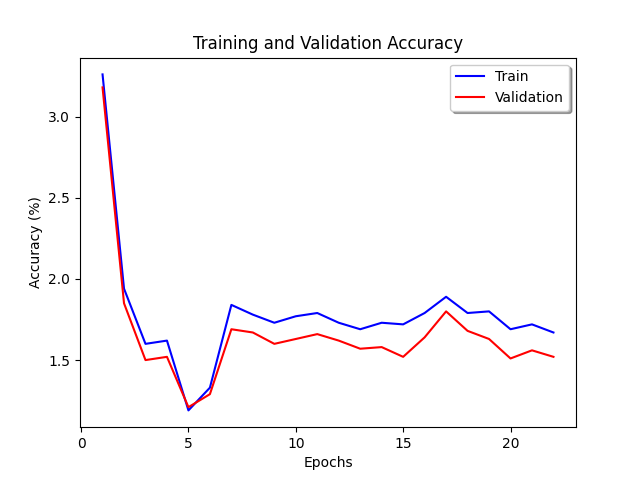 Training and Validation Accuracy
Train
Validation
Accuracy (%)
3.0
2.5
2.0
1.5
0
5
10
15
20
Epochs